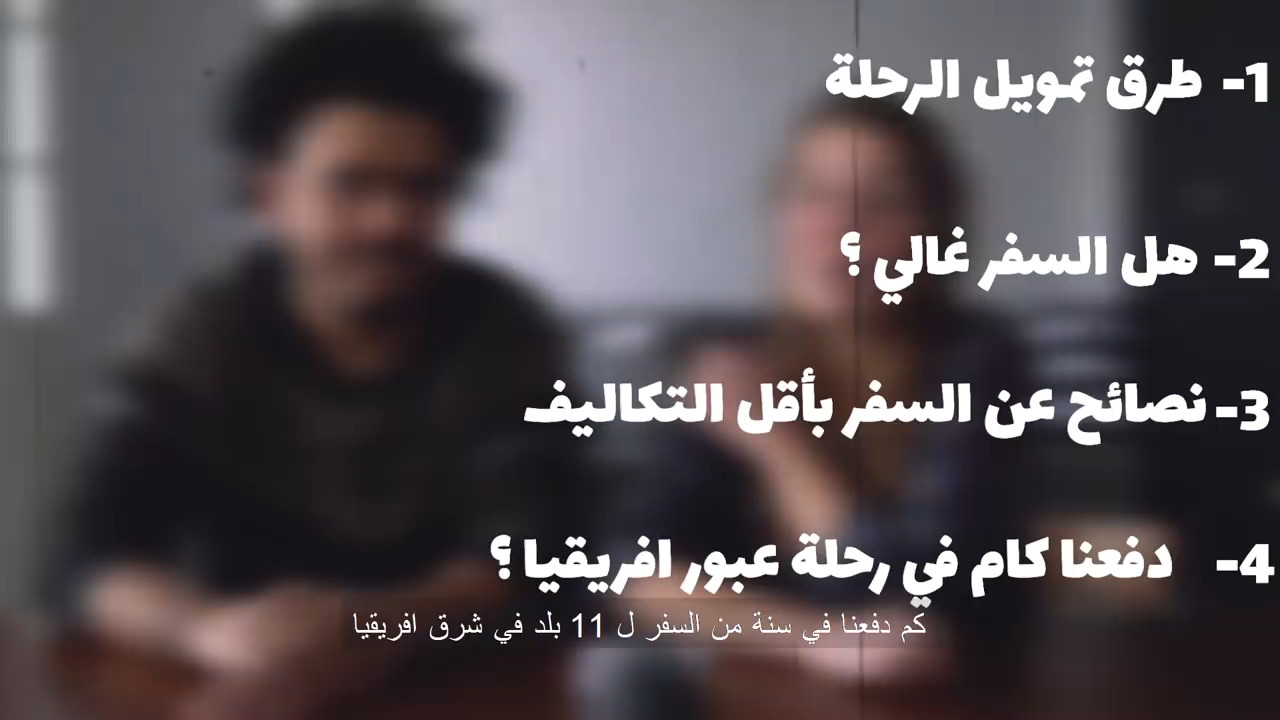 1- طرق تمويل الرحلة
2- هل السفر غالي ؟
3- نصائح عن السفر بأقل التكاليف
4- دفعنا كام في رحلة عبور افريقيا ؟
كم دفعنا في سنة من السفر ل 11 بلد في شرق افريقيا